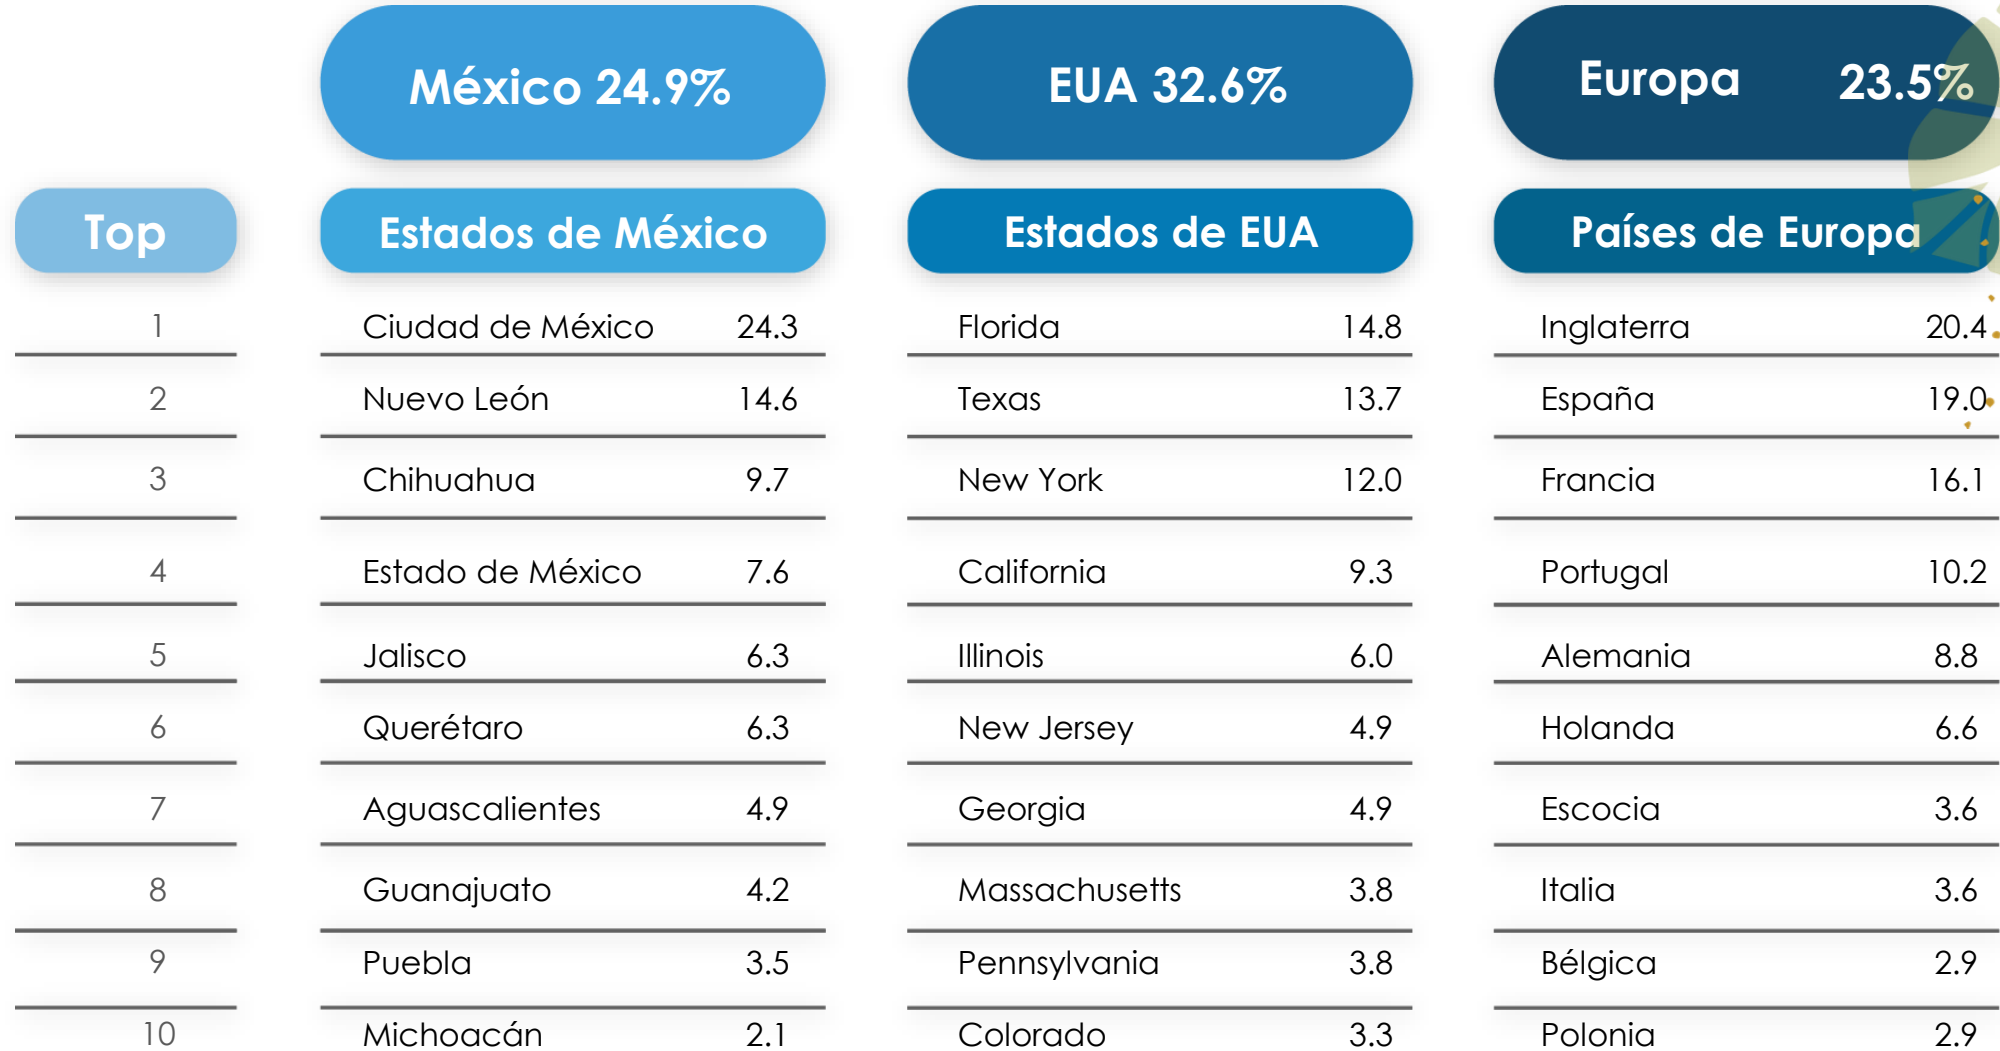 México 24.9% EUA 32.6% Europa 23.5%
Top Estados de México Estados de EUA Países de Europa
1 Ciudad de México 24.3 Florida 14.8 Inglaterra 20.4
2 Nuevo León 14.6 Texas 13.7 España 19.0
3 Chihuahua 9.7 New York 12.0 Francia 16.1
4 Estado de México 7.6 California 9.3 Portugal 10.2
5 Jalisco 6.3 Illinois 6.0 Alemania 8.8
6 Querétaro 6.3 New Jersey 4.9 Holanda 6.6
7 Aguascalientes 4.9 Georgia 4.9 Escocia 3.6
8 Guanajuato 4.2 Massachusetts 3.8 Italia 3.6
9 Puebla 3.5 Pennsylvania 3.8 Bélgica 2.9
10 Michoacán 2.1 Colorado 3.3 Polonia 2.9